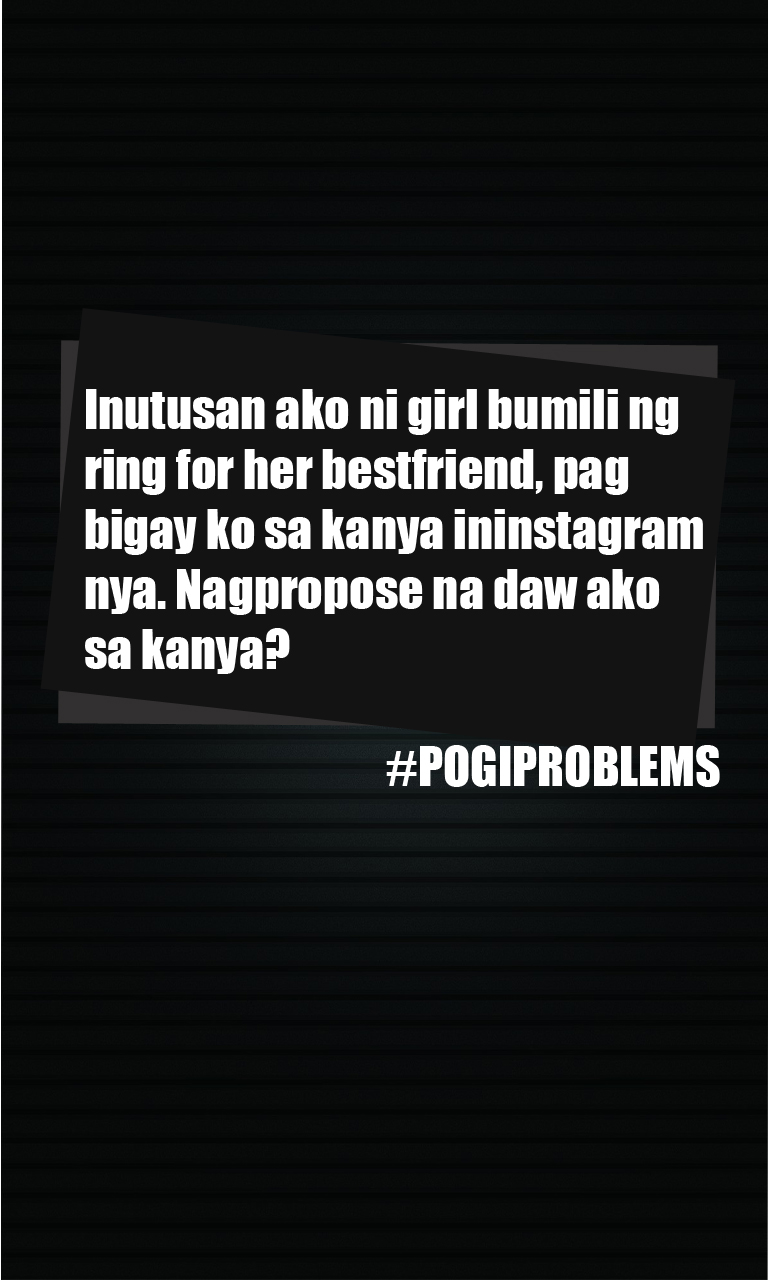 Inutusan ako ni girl bumili ng
ring for her bestfriend, pag
bigay ko sa kanya ininstagram
nya. Nagpropose na daw ako
sa kanya?
#POGIPROBLEMS